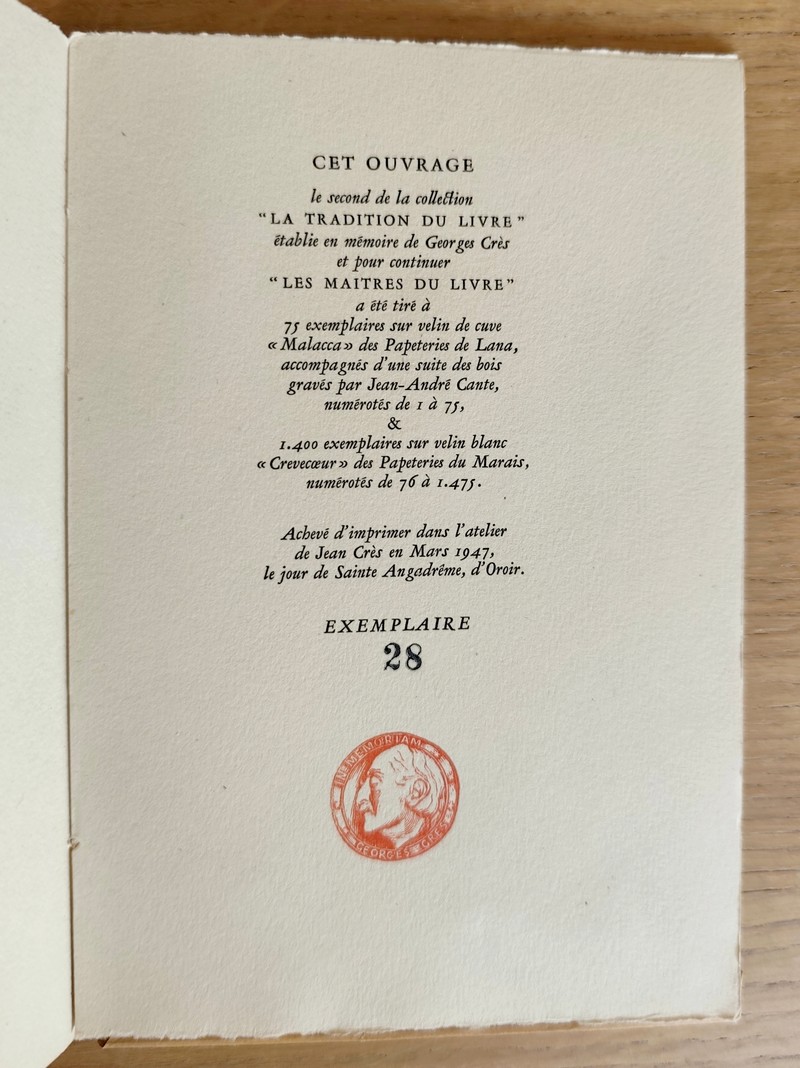 CET OUVRAGE
le second de la collection
"LA TRADITION DU LIVRE"
établie en mémoire de Georges Crès
et pour continuer
"LES MAITRES DU LIVRE"
a été tiré à
75 exemplaires sur velin de cuve
«Malacca» des Papeteries de Lana,
accompagnés d'une suite des bois
gravés par Jean-André Cante,
numérotés de 1 à 75,
&
1.400 exemplaires sur velin blanc
«Crevecœur» des Papeteries du Marais,
numérotés de 76 à 1.475.
Achevé d'imprimer dans l'atelier
de Jean Crès en Mars 1947,
le jour de Sainte Angadrême, d'Oroir.
EXEMPLAIRE
28
IN MEMORIAM
GEORGES CRES